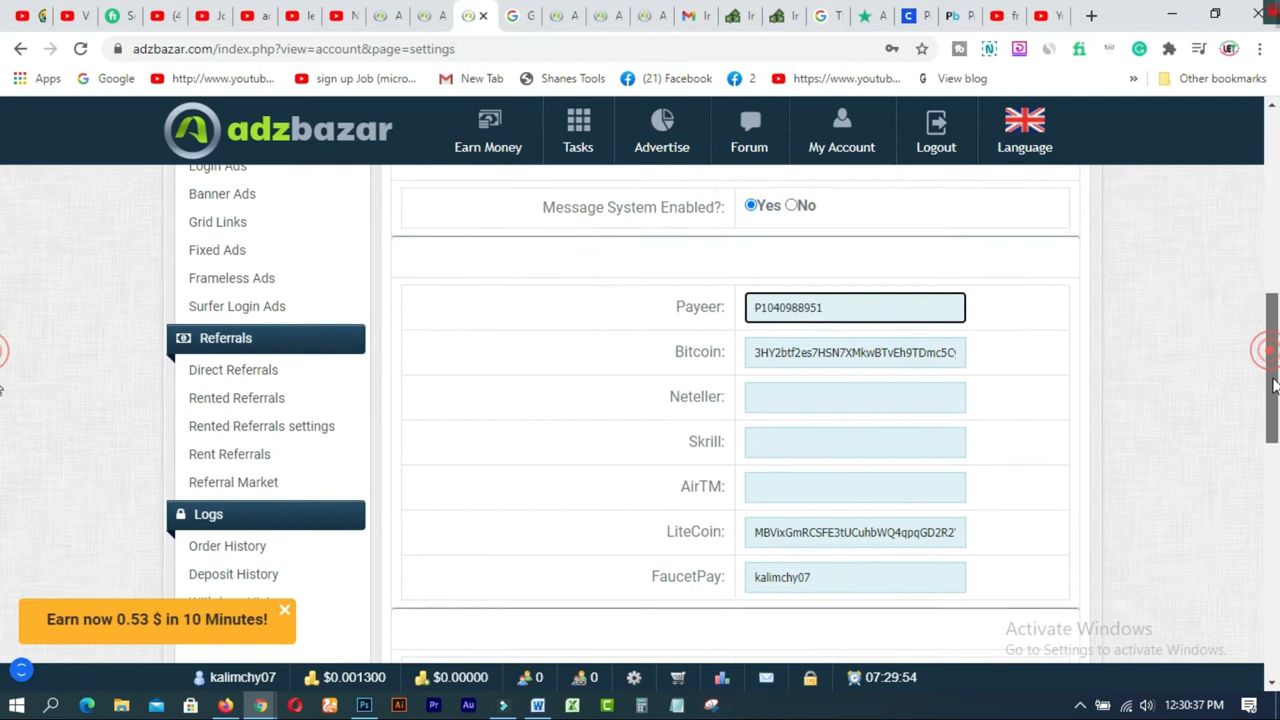 adzbazar.com/index.php?view=account&page=settings
Apps
Google
http://www.youtub...
sign up Job (micro...
New Tab
Shanes Tools
(21) Facebook
2
https://www.youtub...
View blog
»
Other bookmarks
adzbazar
Earn Money
Tasks
Advertise
Forum
My Account
Logout
Language
Login Ads
Banner Ads
Grid Links
Fixed Ads
Frameless Ads
Surfer Login Ads
Referrals
Direct Referrals
Rented Referrals
Rented Referrals settings
Rent Referrals
Referral Market
Logs
Order History
Deposit History
Message System Enabled?: Yes No
Payeer: P1040988951
Bitcoin: 3HY2btf2es7HSN7XMkwBTvEh9TDmc5C
Neteller:
Skrill:
AirTM:
LiteCoin: MBVixGmRCSFE3tUCuhbWQ4qpqGD2R2
FaucetPay: kalimchy07
Earn now 0.53 $ in 10 Minutes!
Activate Windows
Go to Settings to activate Windows.
kalimchy07
$0.001300
$0.00000
0
0
07:29:54
12:30:37 PM